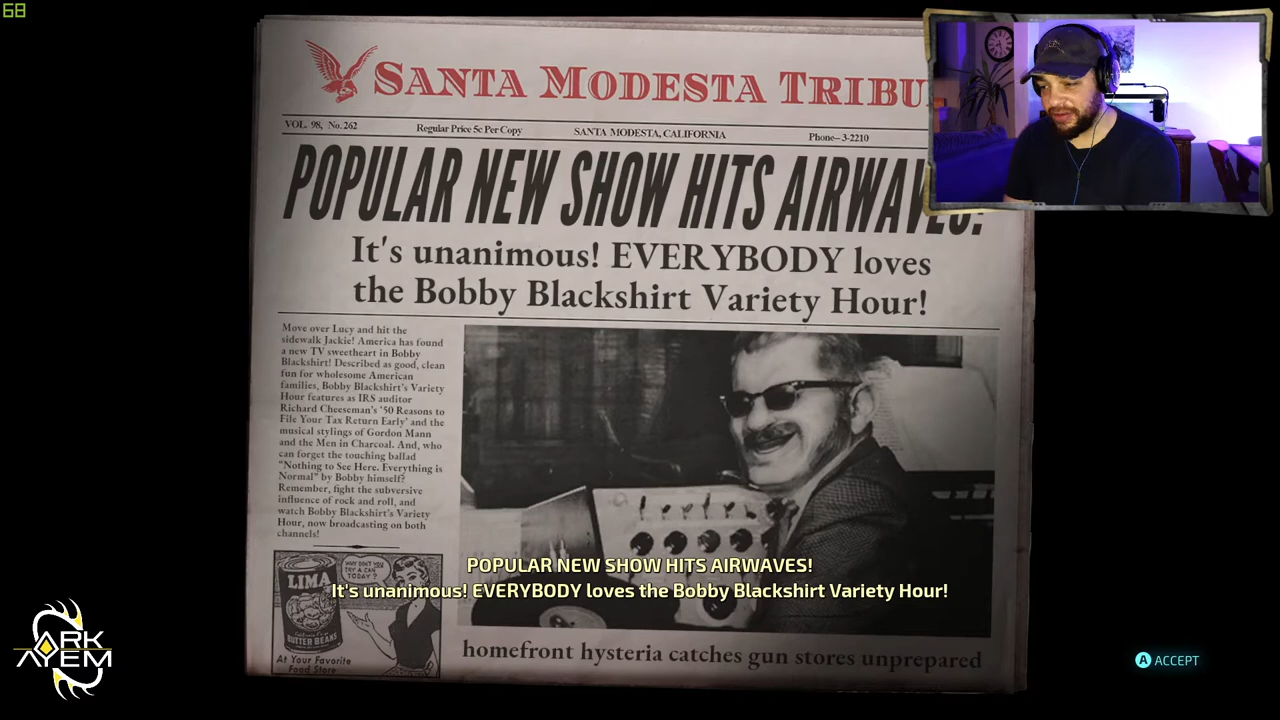 68
SANTA MODESTA TRIBU
VOL. 98, No. 262 Regular Price 5c Per Copy SANTA MODESTA, CALIFORNIA Phone-3-2210
POPULAR NEW SHOW HITS AIRWAVES!
It's unanimous! EVERYBODY loves
the Bobby Blackshirt Variety Hour!
Move over Lucy and hit the
sidewalk Jackie! America has found
a new TV sweetheart in Bobby
Blackshirt! Described as good, clean
fun for wholesome American
families, Bobby Blackshirt's Variety
Hour features as IRS auditor
Richard Cheeseman's '50 Reasons to
File Your Tax Return Early' and the
musical stylings of Gordon Mann
and the Men in Charcoal. And, who
can forget the touching ballad
"Nothing to See Here. Everything is
Normal" by Bobby himself?
Remember, fight the subversive
influence of rock and roll, and
watch Bobby Blackshirt's Variety
Hour, now broadcasting on both
channels!
WHY DON'T YOU
TRY A CAN
TODAY?
LIMA
BUTTER BEANS
At Your Favorite
Food Store
POPULAR NEW SHOW HITS AIRWAVES!
It's unanimous! EVERYBODY loves the Bobby Blackshirt Variety Hour!
homefront hysteria catches gun stores unprepared
ARK
AYEM
A ACCEPT